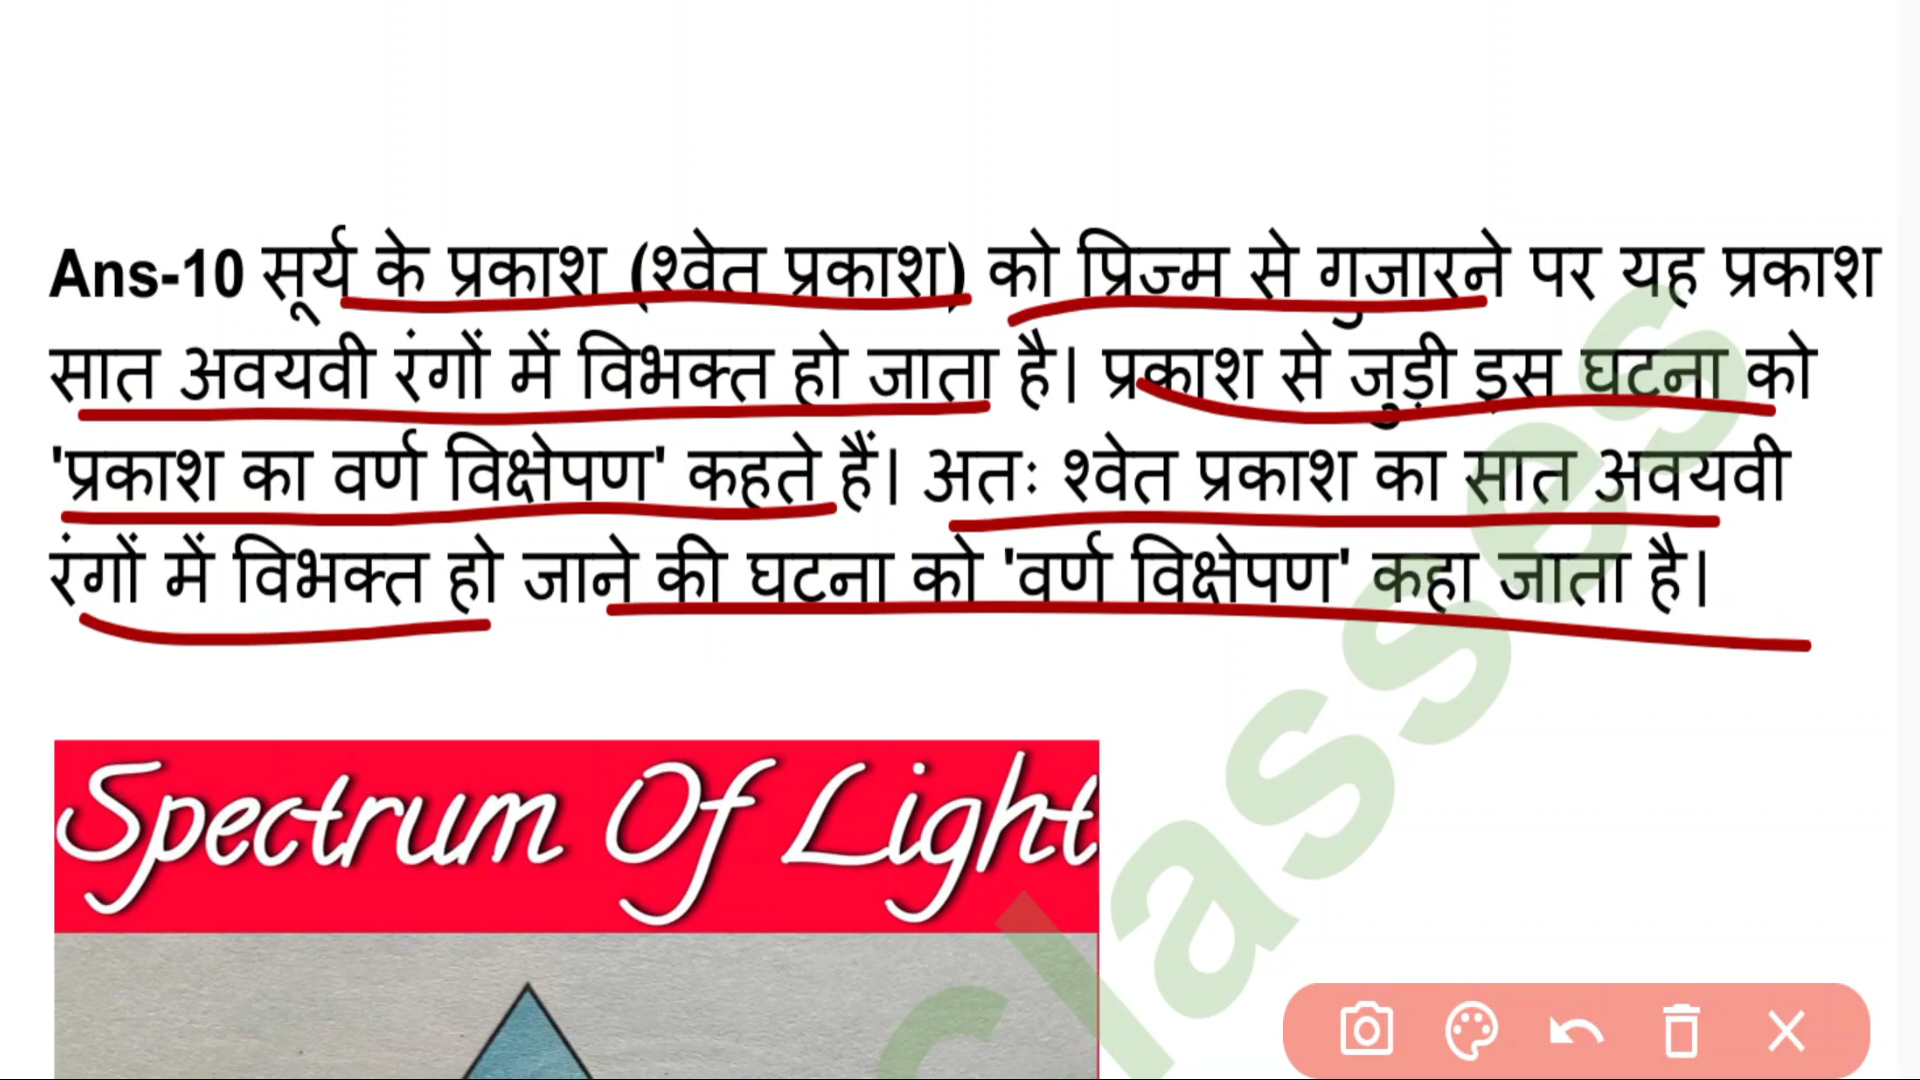 Ans-10 सूर्य के प्रकाश (श्वेत प्रकाश) को प्रिज्म से गुजारने पर यह प्रकाश
सात अवयवी रंगों में विभक्त हो जाता है। प्रकाश से जुड़ी इस घटना को
'प्रकाश का वर्ण विक्षेपण' कहते हैं। अतः श्वेत प्रकाश का सात अवयवी
रंगों में विभक्त हो जाने की घटना को 'वर्ण विक्षेपण' कहा जाता है।
Spectrum Of Light
classes